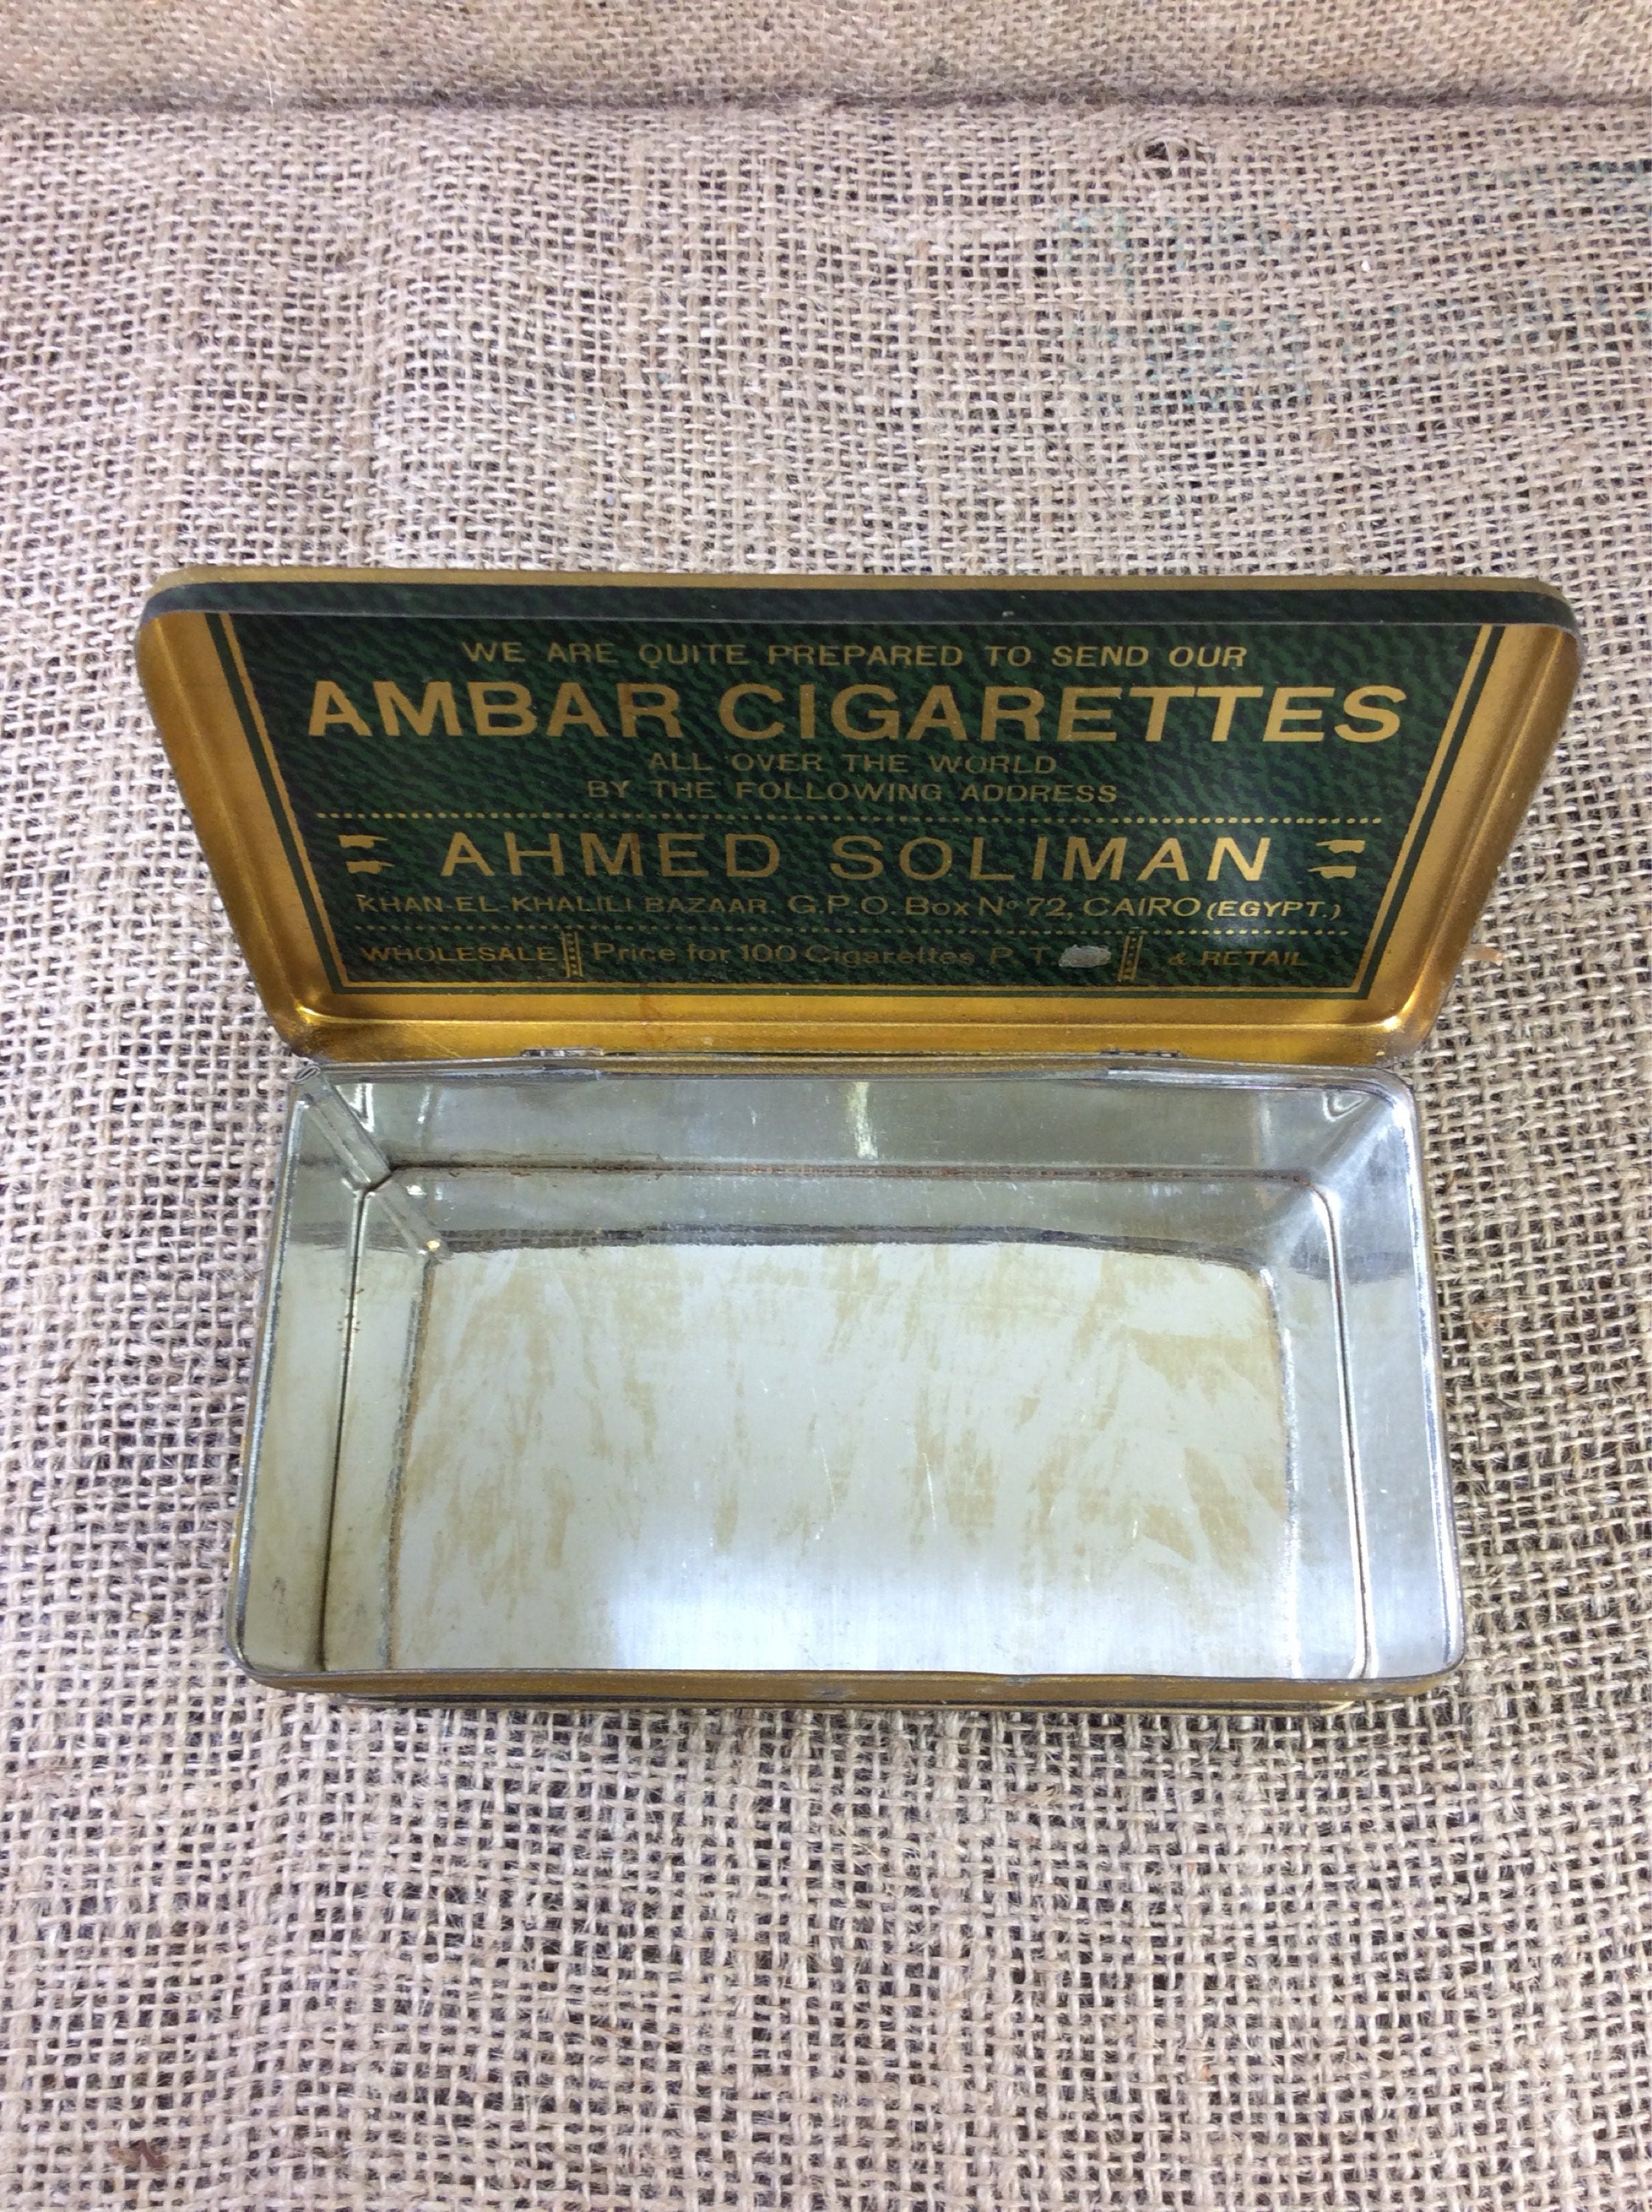 WE ARE QUITE PREPARED TO SEND OUR
AMBAR CIGARETTES
ALL OVER THE WORLD
BY THE FOLLOWING ADDRESS
AHMED SOLIMAN
KHAN-EL-KHALILI BAZAAR. G.P.O. Box Nº 72, CAIRO (EGYPT.)
WHOLESALE Price for 100 Cigarettes P. T. & RETAIL